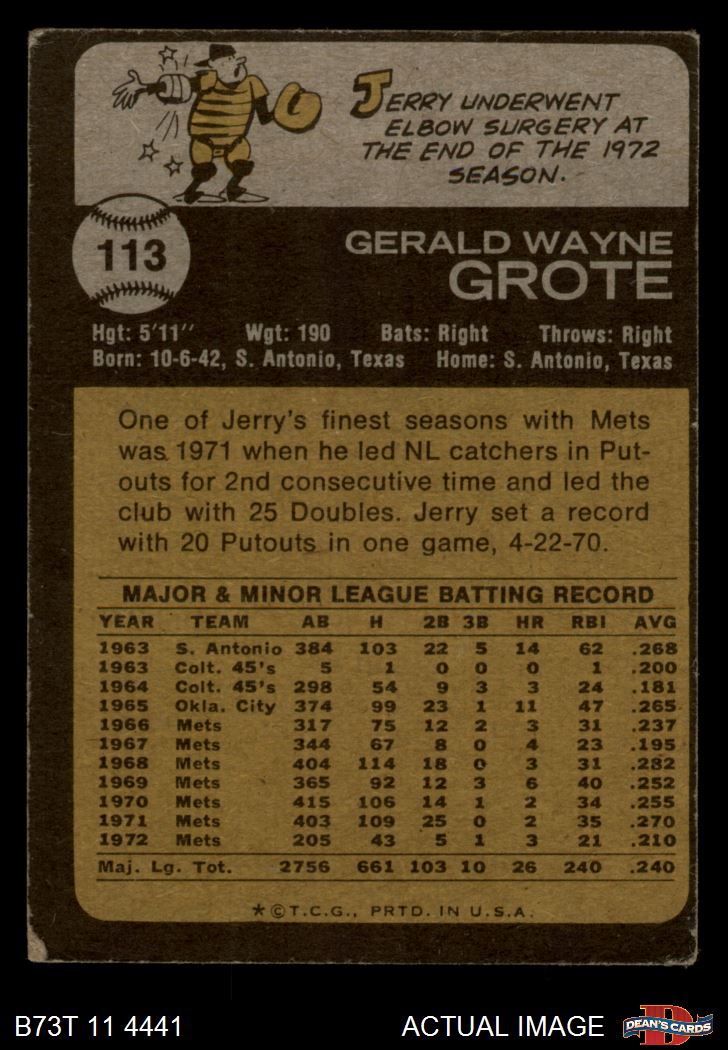 JERRY UNDERWENT
ELBOW SURGERY AT
THE END OF THE 1972
SEASON.
113
GERALD WAYNE
GROTE
Hgt: 5'11" Wgt: 190 Bats: Right Throws: Right
Born: 10-6-42, S. Antonio, Texas Home: S. Antonio, Texas
One of Jerry's finest seasons with Mets
was 1971 when he led NL catchers in Put-
outs for 2nd consecutive time and led the
club with 25 Doubles. Jerry set a record
with 20 Putouts in one game, 4-22-70.
MAJOR & MINOR LEAGUE BATTING RECORD
YEAR TEAM AB H 2B 3B HR RBI AVG
1963 S. Antonio 384 103 22 5 14 62 .268
1963 Colt. 45's 5 1 0 0 0 1 .200
1964 Colt. 45's 298 54 9 3 3 24 .181
1965 Okla. City 374 99 23 1 11 47 .265
1966 Mets 317 75 12 2 3 31 .237
1967 Mets 344 67 8 0 4 23 .195
1968 Mets 404 114 18 0 3 31 .282
1969 Mets 365 92 12 3 6 40 .252
1970 Mets 415 106 14 1 2 34 .255
1971 Mets 403 109 25 0 2 35 .270
1972 Mets 205 43 5 1 3 21 .210
Maj. Lg. Tot. 2756 661 103 10 26 240 .240
*©T.C.G., PRTD. IN U.S.A.
B73T 11 4441 ACTUAL IMAGE D DEAN'S CARDS